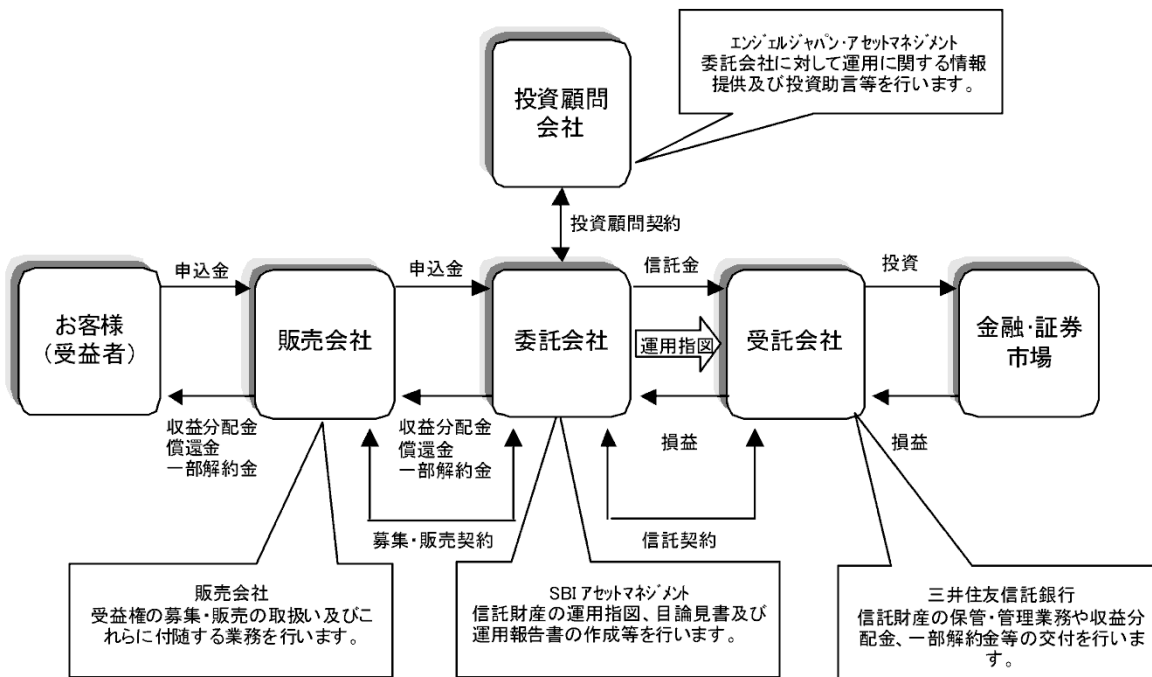 エンジェルジャパン・アセットマネジメント
委託会社に対して運用に関する情報
提供及び投資助言等を行います。
投資顧問
会社
投資顧問契約
申込金
申込金
信託金
投資
お客様
（受益者）
販売会社
委託会社
運用指図
受託会社
金融・証券
市場
収益分配金
償還金
一部解約金
収益分配金
償還金
一部解約金
損益
損益
募集・販売契約
信託契約
販売会社
受益権の募集・販売の取扱い及びこ
れらに付随する業務を行います。
SBI アセットマネジメント
信託財産の運用指図、目論見書及び
運用報告書の作成等を行います。
三井住友信託銀行
信託財産の保管・管理業務や収益分
配金、一部解約金等の交付を行いま
す。